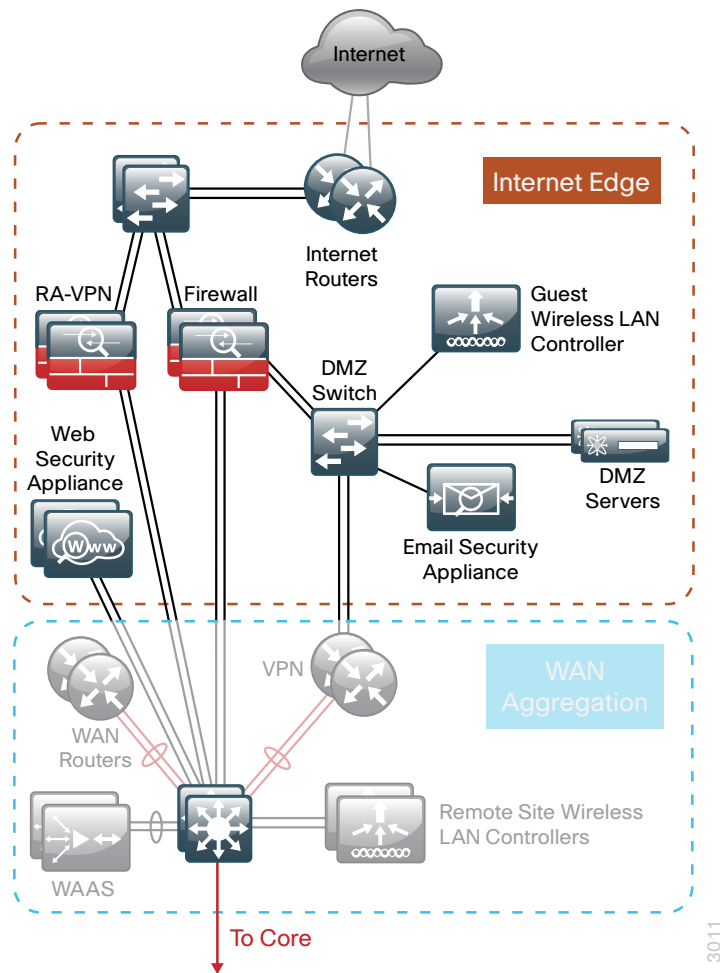 Internet
Internet Edge
Internet
Routers
RA-VPN
Firewall
Guest
Wireless LAN
Controller
DMZ
Switch
Web
Security
Appliance
Www
DMZ
Servers
Email Security
Appliance
WAN
Aggregation
VPN
WAN
Routers
Remote Site Wireless
LAN Controllers
WAAS
To Core
3011